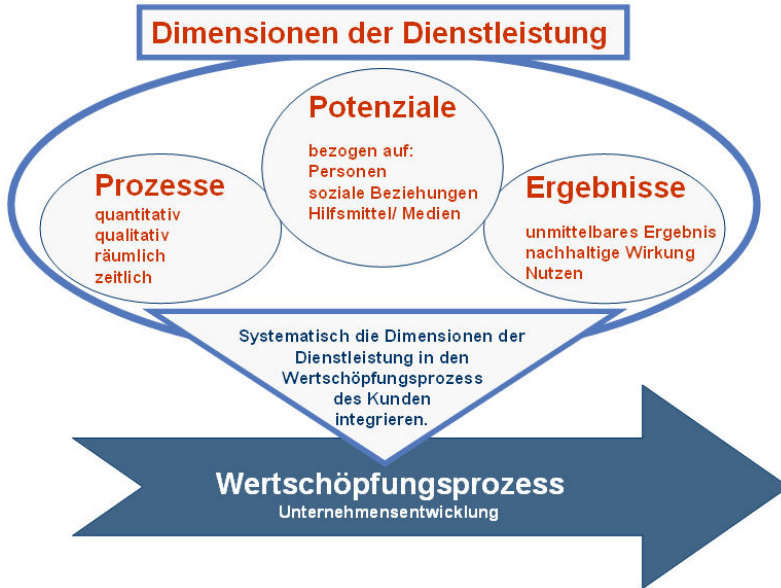 Dimensionen der Dienstleistung
Potenziale
bezogen auf:
Personen
soziale Beziehungen
Hilfsmittel/ Medien
Prozesse
quantitativ
qualitativ
räumlich
zeitlich
Ergebnisse
unmittelbares Ergebnis
nachhaltige Wirkung
Nutzen
Systematisch die Dimensionen der
Dienstleistung in den
Wertschöpfungsprozess
des Kunden
integrieren.
Wertschöpfungsprozess
Unternehmensentwicklung